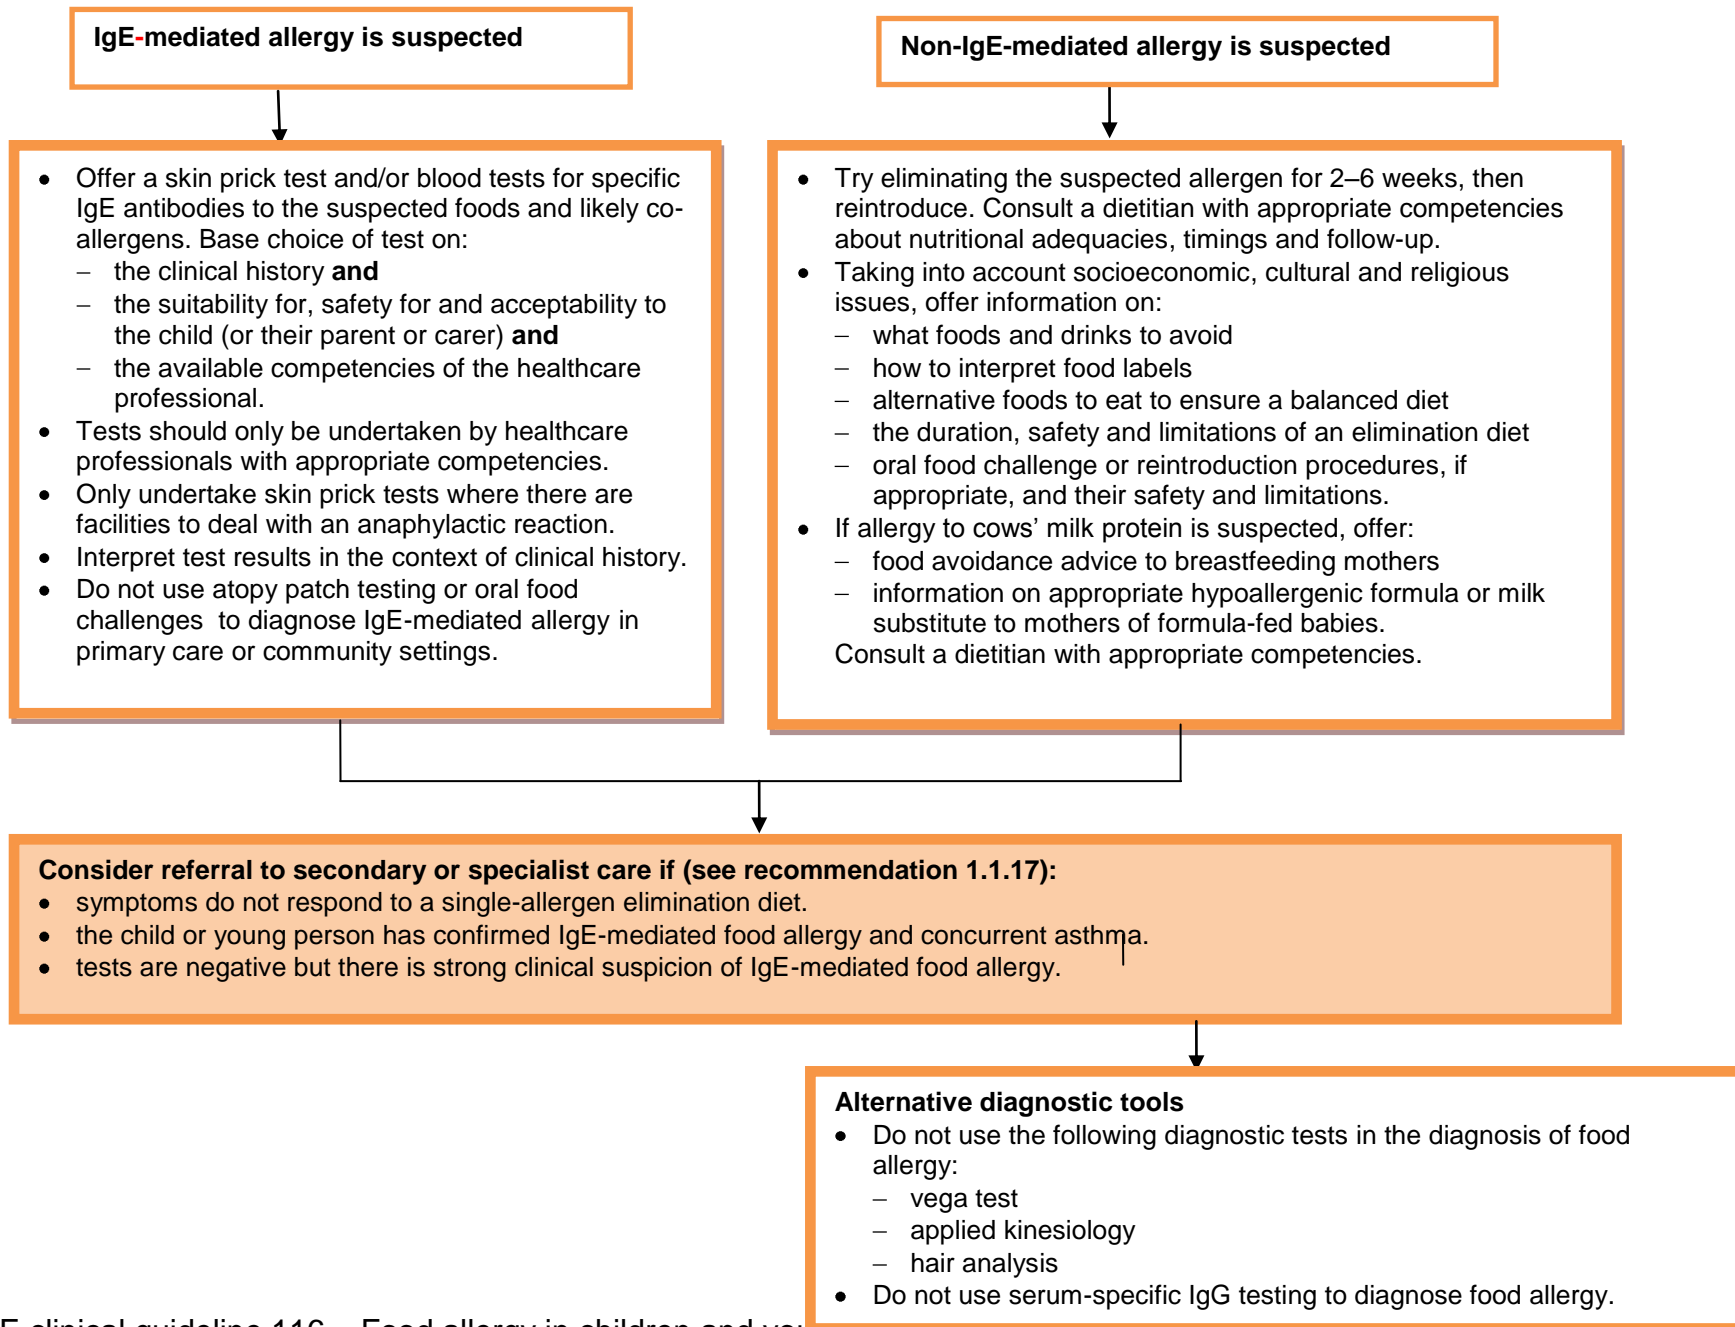 IgE-mediated allergy is suspected
Non-IgE-mediated allergy is suspected
• Offer a skin prick test and/or blood tests for specific
IgE antibodies to the suspected foods and likely co-
allergens. Base choice of test on:
– the clinical history and
– the suitability for, safety for and acceptability to
the child (or their parent or carer) and
– the available competencies of the healthcare
professional.
• Tests should only be undertaken by healthcare
professionals with appropriate competencies.
• Only undertake skin prick tests where there are
facilities to deal with an anaphylactic reaction.
• Interpret test results in the context of clinical history.
• Do not use atopy patch testing or oral food
challenges to diagnose IgE-mediated allergy in
primary care or community settings.
• Try eliminating the suspected allergen for 2–6 weeks, then
reintroduce. Consult a dietitian with appropriate competencies
about nutritional adequacies, timings and follow-up.
• Taking into account socioeconomic, cultural and religious
issues, offer information on:
– what foods and drinks to avoid
– how to interpret food labels
– alternative foods to eat to ensure a balanced diet
– the duration, safety and limitations of an elimination diet
– oral food challenge or reintroduction procedures, if
appropriate, and their safety and limitations.
• If allergy to cows’ milk protein is suspected, offer:
– food avoidance advice to breastfeeding mothers
– information on appropriate hypoallergenic formula or milk
substitute to mothers of formula-fed babies.
Consult a dietitian with appropriate competencies.
Consider referral to secondary or specialist care if (see recommendation 1.1.17):
• symptoms do not respond to a single-allergen elimination diet.
• the child or young person has confirmed IgE-mediated food allergy and concurrent asthma.
• tests are negative but there is strong clinical suspicion of IgE-mediated food allergy.
Alternative diagnostic tools
• Do not use the following diagnostic tests in the diagnosis of food
allergy:
– vega test
– applied kinesiology
– hair analysis
• Do not use serum-specific IgG testing to diagnose food allergy.
clinical guideline 116 – Food allergy in children and